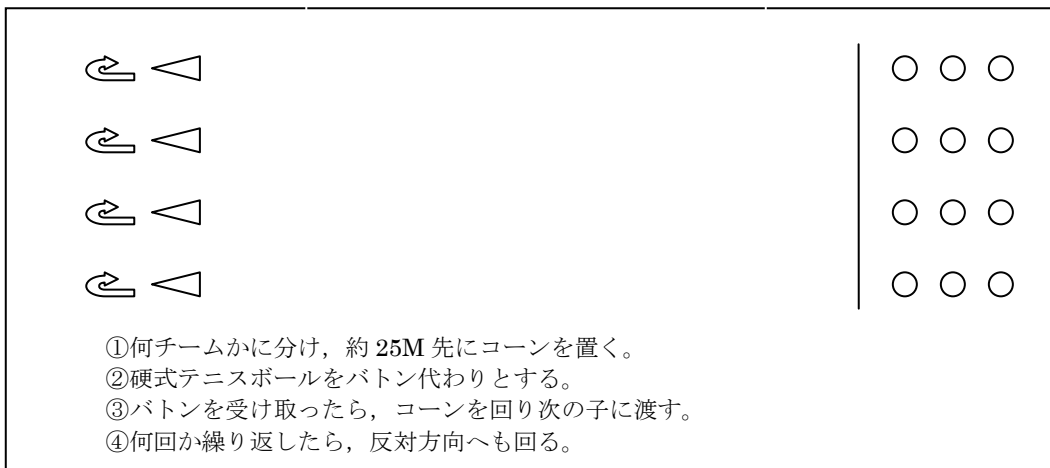 ①何チームかに分け，約 25M 先にコーンを置く。
②硬式テニスボールをバトン代わりとする。
③バトンを受け取ったら，コーンを回り次の子に渡す。
④何回か繰り返したら，反対方向へも回る。